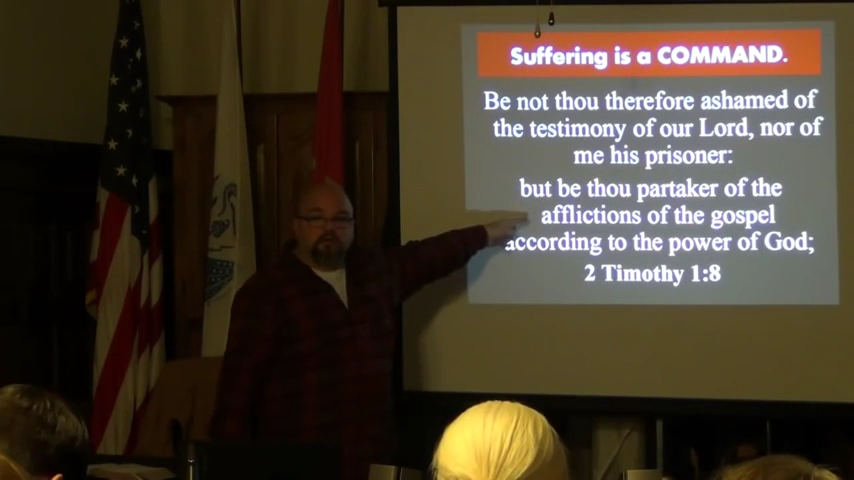 Suffering is a COMMAND.
Be not thou therefore ashamed of
the testimony of our Lord, nor of
me his prisoner:
but be thou partaker of the
afflictions of the gospel
according to the power of God;
2 Timothy 1:8